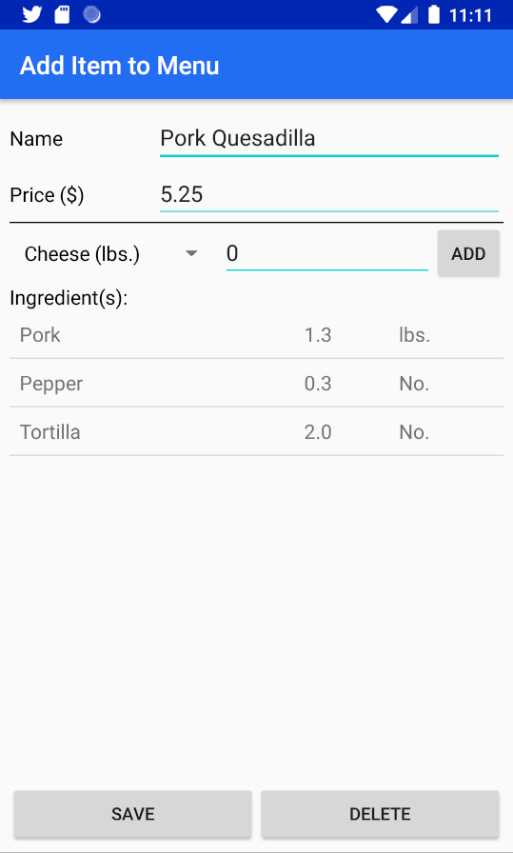 11:11
Add Item to Menu
Name Pork Quesadilla
Price ($) 5.25
Cheese (lbs.) 0 ADD
Ingredient(s):
Pork 1.3 lbs.
Pepper 0.3 No.
Tortilla 2.0 No.
SAVE DELETE